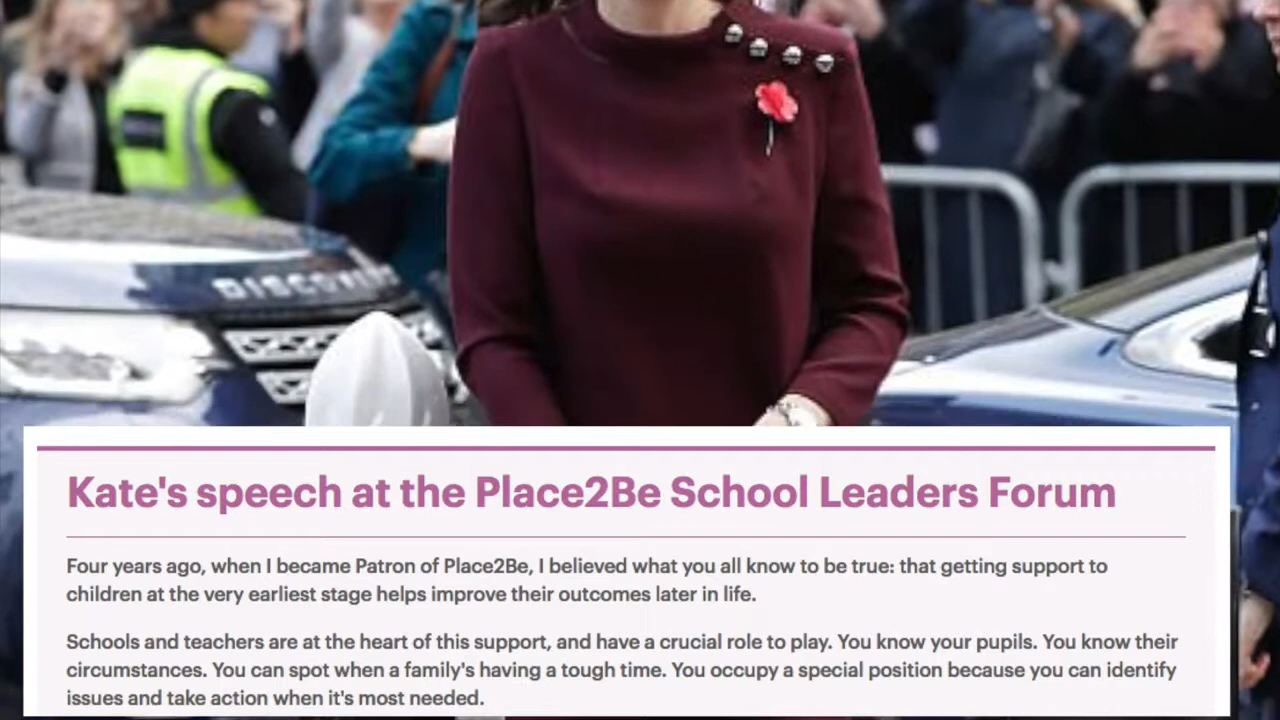 DISCOVERY
Kate's speech at the Place2Be School Leaders Forum
Four years ago, when I became Patron of Place2Be, I believed what you all know to be true: that getting support to
children at the very earliest stage helps improve their outcomes later in life.
Schools and teachers are at the heart of this support, and have a crucial role to play. You know your pupils. You know their
circumstances. You can spot when a family's having a tough time. You occupy a special position because you can identify
issues and take action when it's most needed.